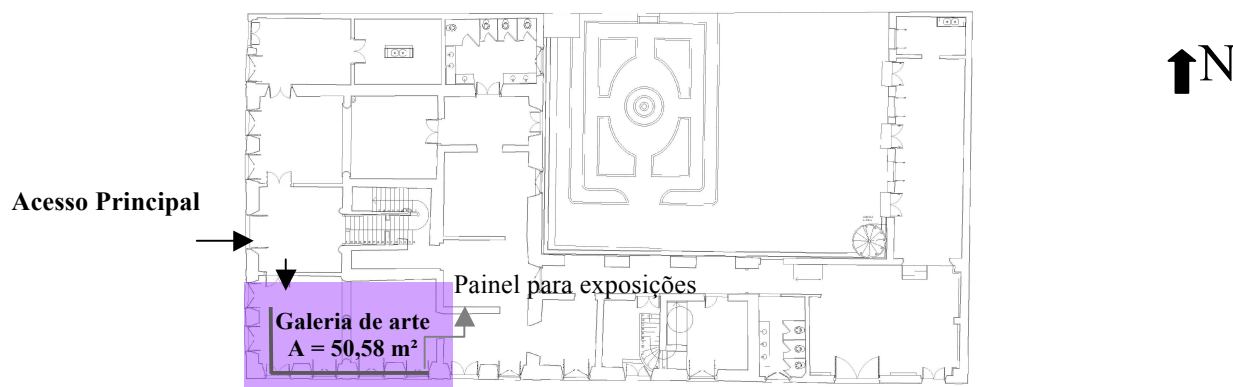 N
Acesso Principal
Painel para exposições
Galeria de arte
A = 50,58 m²